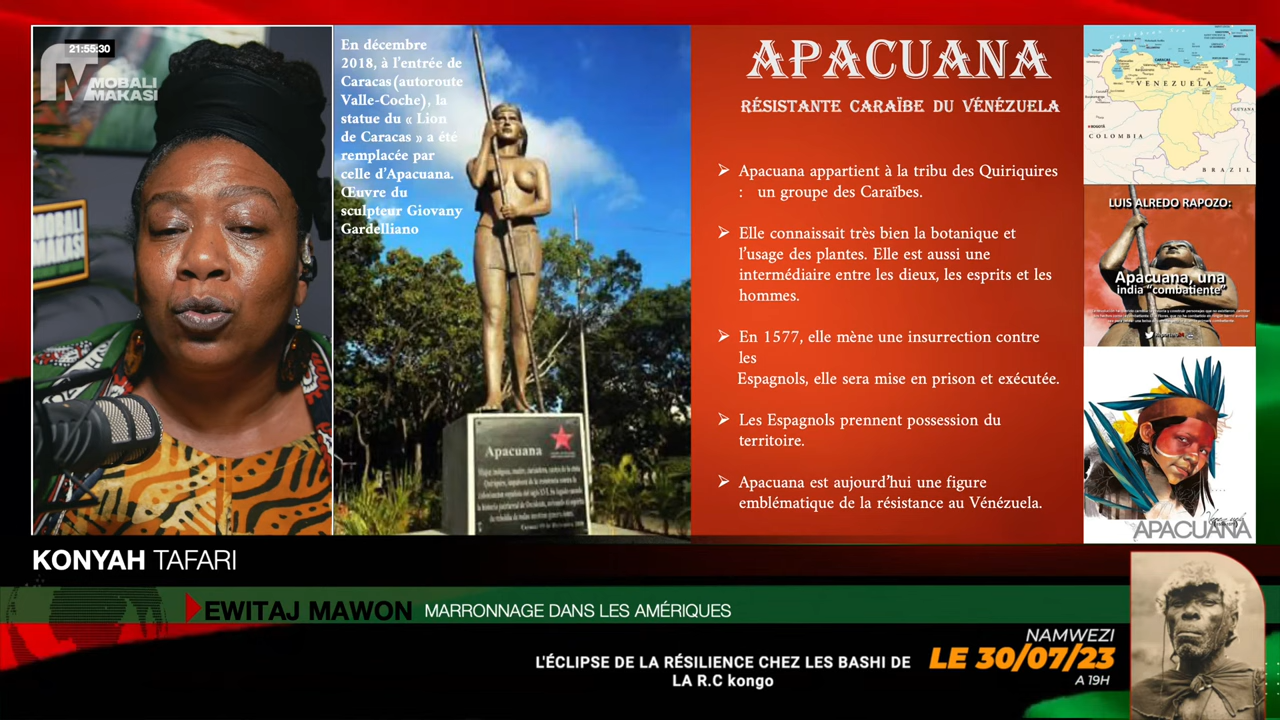 21:55:30
MOBALI
MAKASI
MOBALI
MAKASI
En décembre
2018, à l'entrée de
Caracas(autoroute
Valle-Coche), la
statue du « Lion
de Caracas » a été
remplacée par
celle d'Apacuana.
Œuvre du
sculpteur Giovany
Gardelliano
Apacuana
APACUANA
RÉSISTANTE CARAÏBE DU VÉNÉZUELA
➢ Apacuana appartient à la tribu des Quiriquires
: un groupe des Caraïbes.
➢ Elle connaissait très bien la botanique et
l'usage des plantes. Elle est aussi une
intermédiaire entre les dieux, les esprits et les
hommes.
➢ En 1577, elle mène une insurrection contre
les
Espagnols, elle sera mise en prison et exécutée.
➢ Les Espagnols prennent possession du
territoire.
➢ Apacuana est aujourd'hui une figure
emblématique de la résistance au Vénézuela.
VENEZUELA
GUYANA
COLOMBIA
BRAZIL
LUIS ALREDO RAPOZO:
Apacuana, una
india "combatiente"
APACUANA
KONYAH TAFARI
EWITAJ MAWON MARRONNAGE DANS LES AMÉRIQUES
L'ÉCLIPSE DE LA RÉSILIENCE CHEZ LES BASHI DE
LA R.C kongo
NAMWEZI
LE 30/07/23
A 19H